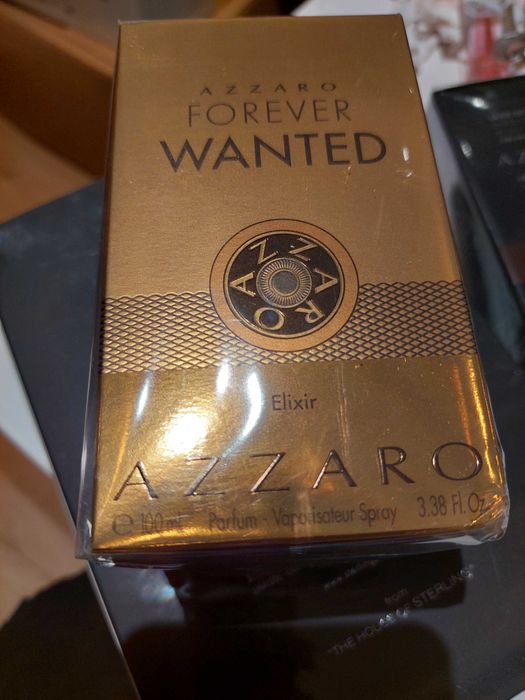 AZZARO
FOREVER
WANTED
AZZARO
Elixir
AZZARO
e 100 mL Parfum - Vaporisateur Spray 3.38 Fl. Oz.
from
"THE HOUSE OF STERLING"